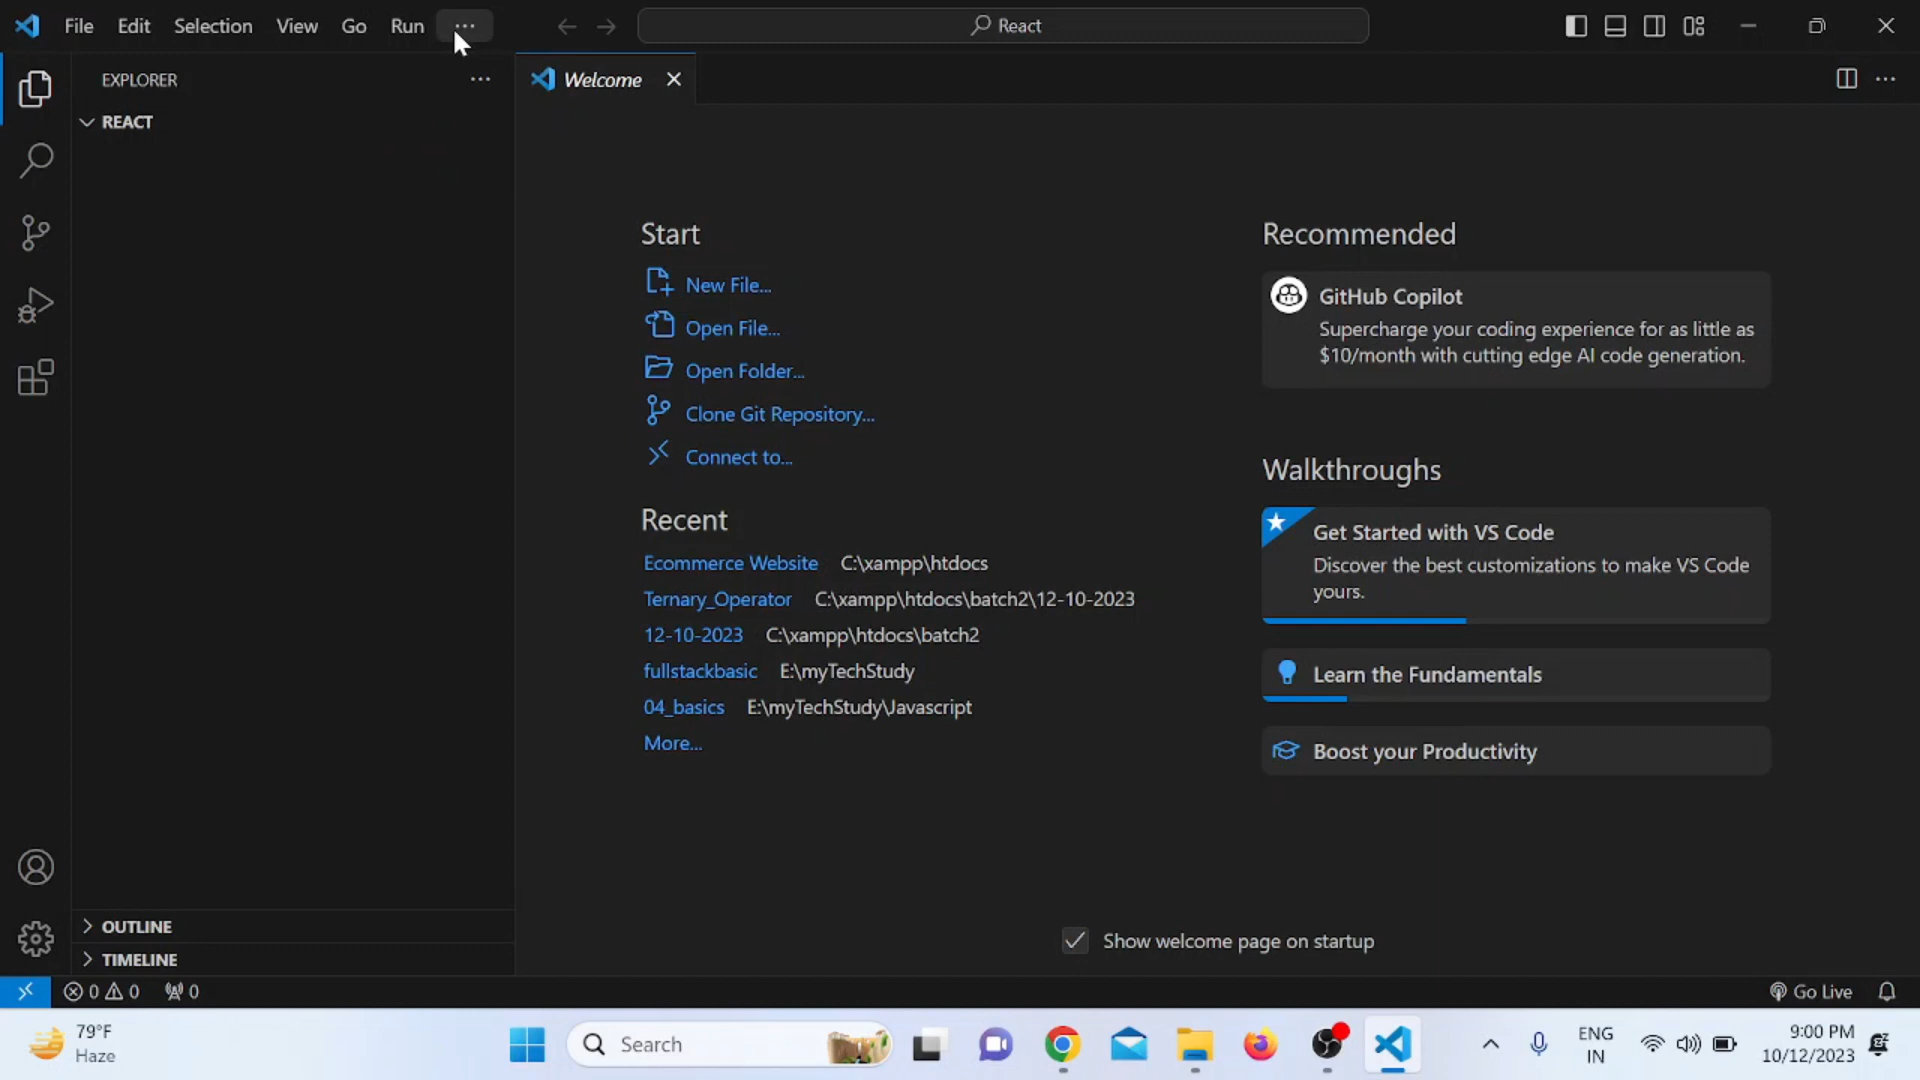 File Edit Selection View Go Run ... React
EXPLORER ... Welcome
REACT
Start
New File...
Open File...
Open Folder...
Clone Git Repository...
Connect to...
Recent
Ecommerce Website C:\xampp\htdocs
Ternary_Operator C:\xampp\htdocs\batch2\12-10-2023
12-10-2023 C:\xampp\htdocs\batch2
fullstackbasic E:\myTechStudy
04_basics E:\myTechStudy\Javascript
More...
Recommended
GitHub Copilot
Supercharge your coding experience for as little as
$10/month with cutting edge AI code generation.
Walkthroughs
Get Started with VS Code
Discover the best customizations to make VS Code
yours.
Learn the Fundamentals
Boost your Productivity
Show welcome page on startup
OUTLINE
TIMELINE
0 0 0 Go Live
79°F
Haze
Search
ENG
IN
9:00 PM
10/12/2023